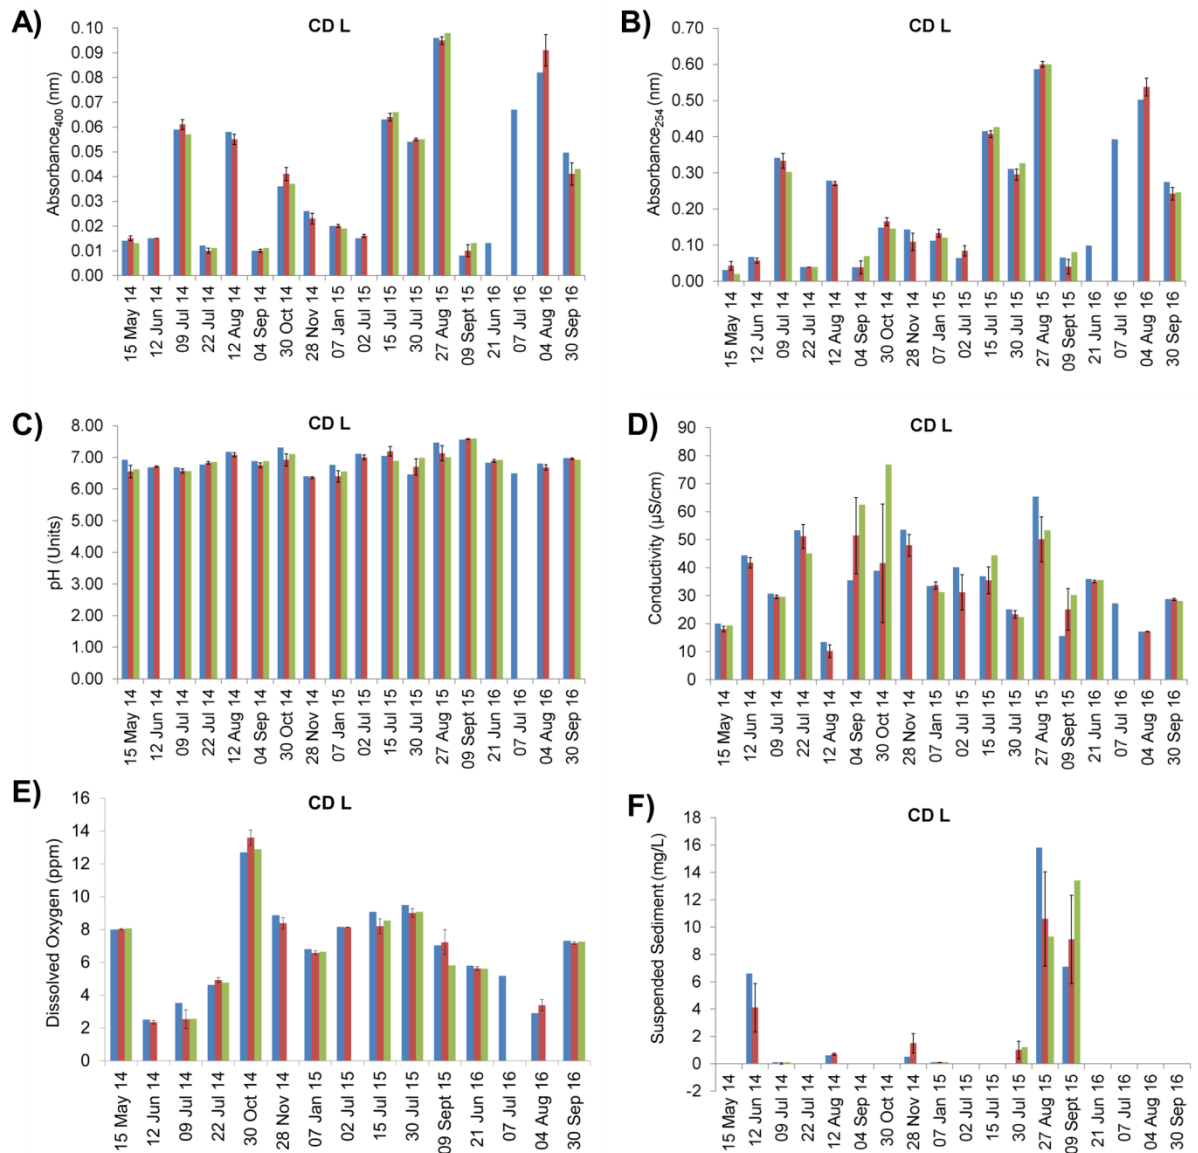 A)
CD L
Absorbance400 (nm)
0.10
0.09
0.08
0.07
0.06
0.05
0.04
0.03
0.02
0.01
0.00
15 May 14
12 Jun 14
09 Jul 14
22 Jul 14
12 Aug 14
04 Sep 14
30 Oct 14
28 Nov 14
07 Jan 15
02 Jul 15
15 Jul 15
30 Jul 15
27 Aug 15
09 Sept 15
21 Jun 16
07 Jul 16
04 Aug 16
30 Sep 16
B)
CD L
Absorbance254 (nm)
0.70
0.60
0.50
0.40
0.30
0.20
0.10
0.00
15 May 14
12 Jun 14
09 Jul 14
22 Jul 14
12 Aug 14
04 Sep 14
30 Oct 14
28 Nov 14
07 Jan 15
02 Jul 15
15 Jul 15
30 Jul 15
27 Aug 15
09 Sept 15
21 Jun 16
07 Jul 16
04 Aug 16
30 Sep 16
C)
CD L
pH (Units)
8.00
7.00
6.00
5.00
4.00
3.00
2.00
1.00
0.00
15 May 14
12 Jun 14
09 Jul 14
22 Jul 14
12 Aug 14
04 Sep 14
30 Oct 14
28 Nov 14
07 Jan 15
02 Jul 15
15 Jul 15
30 Jul 15
27 Aug 15
09 Sept 15
21 Jun 16
07 Jul 16
04 Aug 16
30 Sep 16
D)
CD L
Conductivity (µS/cm)
90
80
70
60
50
40
30
20
10
0
15 May 14
12 Jun 14
09 Jul 14
22 Jul 14
12 Aug 14
04 Sep 14
30 Oct 14
28 Nov 14
07 Jan 15
02 Jul 15
15 Jul 15
30 Jul 15
27 Aug 15
09 Sept 15
21 Jun 16
07 Jul 16
04 Aug 16
30 Sep 16
E)
CD L
Dissolved Oxygen (ppm)
16
14
12
10
8
6
4
2
0
15 May 14
12 Jun 14
09 Jul 14
22 Jul 14
30 Oct 14
28 Nov 14
07 Jan 15
02 Jul 15
15 Jul 15
30 Jul 15
09 Sept 15
21 Jun 16
07 Jul 16
04 Aug 16
30 Sep 16
F)
CD L
Suspended Sediment (mg/L)
18
16
14
12
10
8
6
4
2
0
-2
15 May 14
12 Jun 14
09 Jul 14
22 Jul 14
12 Aug 14
04 Sep 14
30 Oct 14
28 Nov 14
07 Jan 15
02 Jul 15
15 Jul 15
30 Jul 15
27 Aug 15
09 Sept 15
21 Jun 16
07 Jul 16
04 Aug 16
30 Sep 16